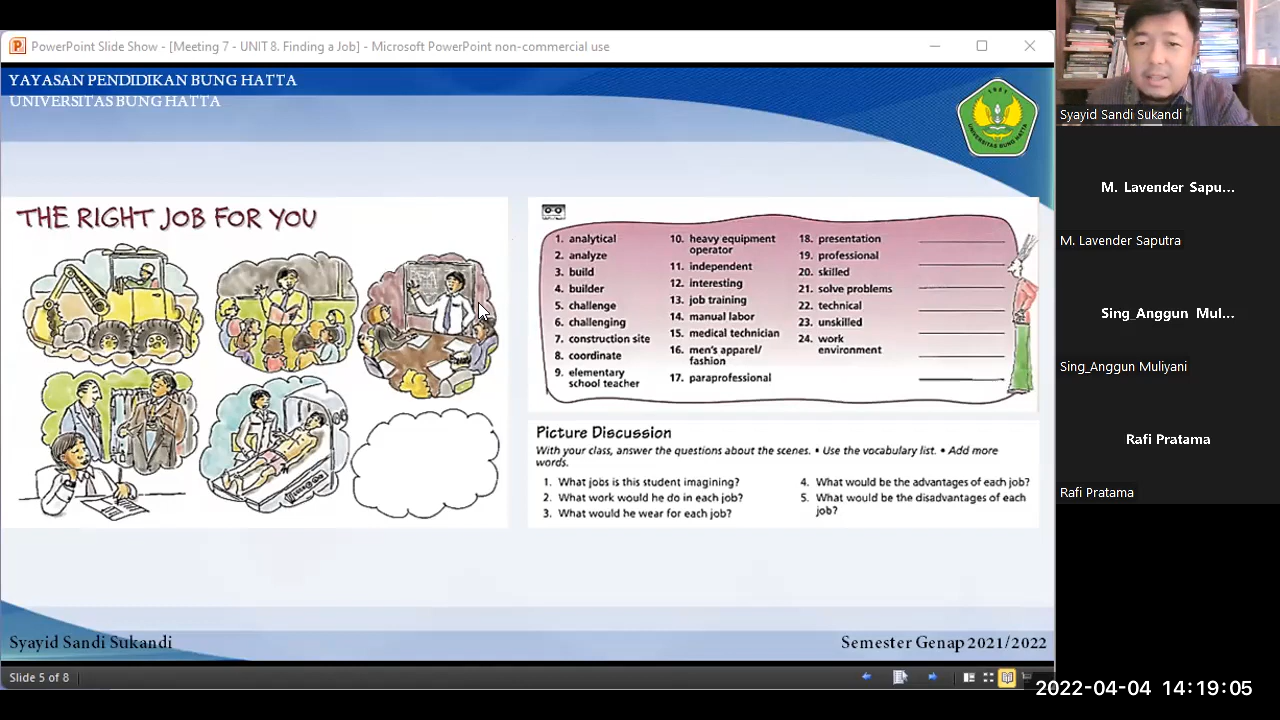 PowerPoint Slide Show - [Meeting 7 - UNIT 8. Finding a Job] - Microsoft PowerPoint non-commercial use
YAYASAN PENDIDIKAN BUNG HATTA
UNIVERSITAS BUNG HATTA
THE RIGHT JOB FOR YOU
1. analytical
2. analyze
3. build
4. builder
5. challenge
6. challenging
7. construction site
8. coordinate
9. elementary
school teacher
10. heavy equipment
operator
11. independent
12. interesting
13. job training
14. manual labor
15. medical technician
16. men's apparel/
fashion
17. paraprofessional
18. presentation
19. professional
20. skilled
21. solve problems
22. technical
23. unskilled
24. work
environment
Picture Discussion
With your class, answer the questions about the scenes. • Use the vocabulary list. • Add more
words.
1. What jobs is this student imagining?
2. What work would he do in each job?
3. What would he wear for each job?
4. What would be the advantages of each job?
5. What would be the disadvantages of each
job?
Syayid Sandi Sukandi
Semester Genap 2021/2022
Slide 5 of 8
Syayid Sandi Sukandi
M. Lavender Sapu...
M. Lavender Saputra
Sing_Anggun Mul...
Sing_Anggun Muliyani
Rafi Pratama
Rafi Pratama
2022-04-04 14:19:05